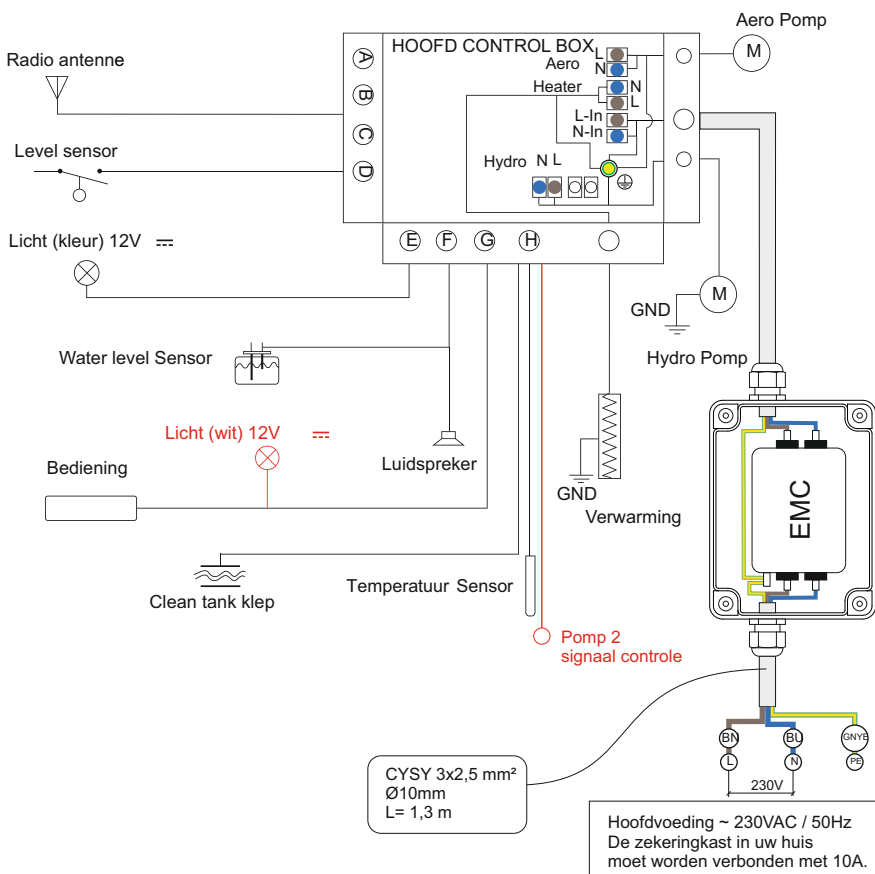 Aero Pomp
HOOFD CONTROL BOX
L
Aero
N
M
Radio antenne
A
Heater
N
B
L
L-In
N-In
C
Level sensor
Hydro
N L
D
Licht (kleur) 12V
E
F
G
H
M
GND
Water level Sensor
Hydro Pomp
Licht (wit) 12V
Luidspreker
Bediening
GND
EMC
Verwarming
Temperatuur Sensor
Clean tank klep
Pomp 2
signaal controle
BN
BU
GNYE
L
N
PE
230V
CYSY 3x2,5 mm²
Ø10mm
L= 1,3 m
Hoofdvoeding ~ 230VAC / 50Hz
De zekeringkast in uw huis
moet worden verbonden met 10A.